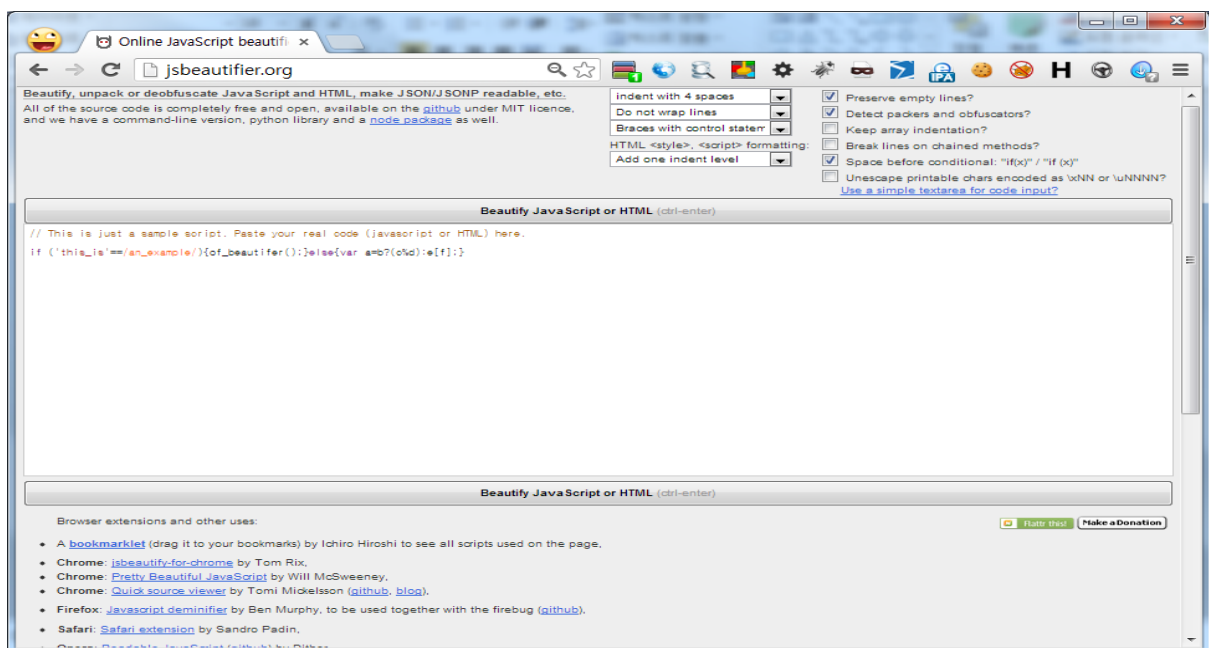 Online JavaScript beautifi
jsbeautifier.org
Beautify, unpack or deobfuscate JavaScript and HTML, make JSON/JSONP readable, etc.
All of the source code is completely free and open, available on the github under MIT licence,
and we have a command-line version, python library and a node package as well.
indent with 4 spaces
Do not wrap lines
Braces with control statem
HTML <style>, <script> formatting:
Add one indent level
Preserve empty lines?
Detect packers and obfuscators?
Keep array indentation?
Break lines on chained methods?
Space before conditional: "if(x)" / "if (x)"
Unescape printable chars encoded as \xNN or \uNNNN?
Use a simple textarea for code input?
Beautify JavaScript or HTML (ctrl-enter)
// This is just a sample script. Paste your real code (javascript or HTML) here.
if ('this_is'==/an_example/){of_beautifer();}else{var a=b?(c%d):e[f];}
Beautify JavaScript or HTML (ctrl-enter)
Browser extensions and other uses:
Flattr this!
Make a Donation
• A bookmarklet (drag it to your bookmarks) by Ichiro Hiroshi to see all scripts used on the page,
• Chrome: jsbeautify-for-chrome by Tom Rix,
• Chrome: Pretty Beautiful JavaScript by Will McSweeney,
• Chrome: Quick source viewer by Tomi Mickelsson (github, blog),
• Firefox: Javascript deminifier by Ben Murphy, to be used together with the firebug (github),
• Safari: Safari extension by Sandro Padin,
• Opera: Readable JavaScript (github) by Dither